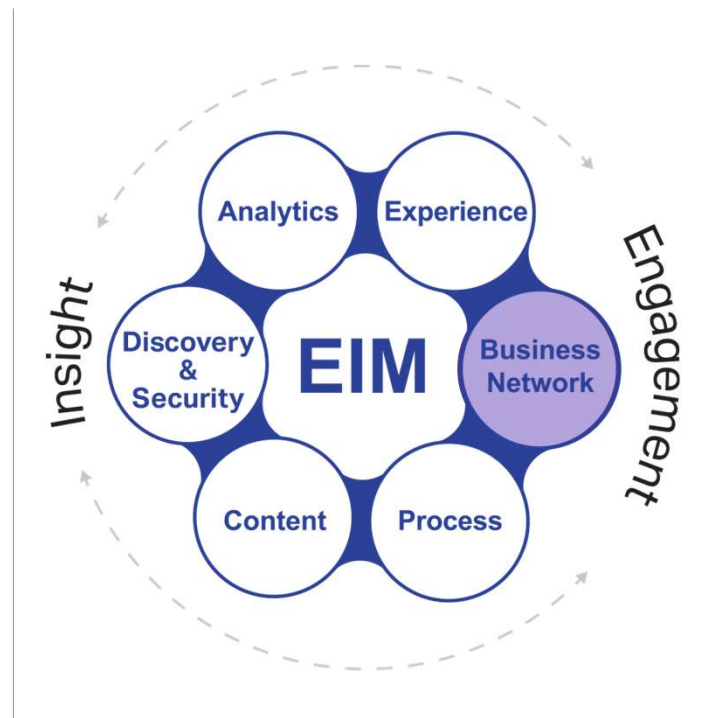 Analytics
Experience
Insight
Discovery
&
Security
EIM
Business
Network
Engagement
Content
Process